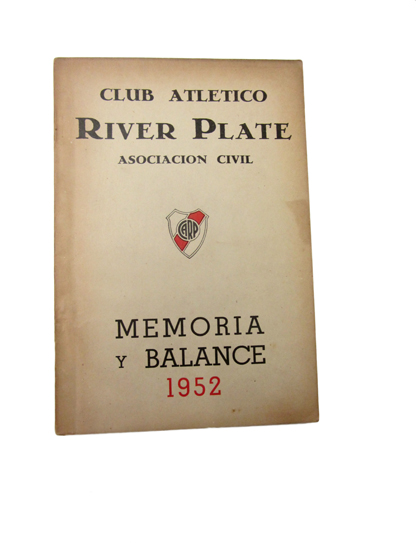 CLUB ATLETICO
RIVER PLATE
ASOCIACION CIVIL
CARP
MEMORIA
Y BALANCE
1952